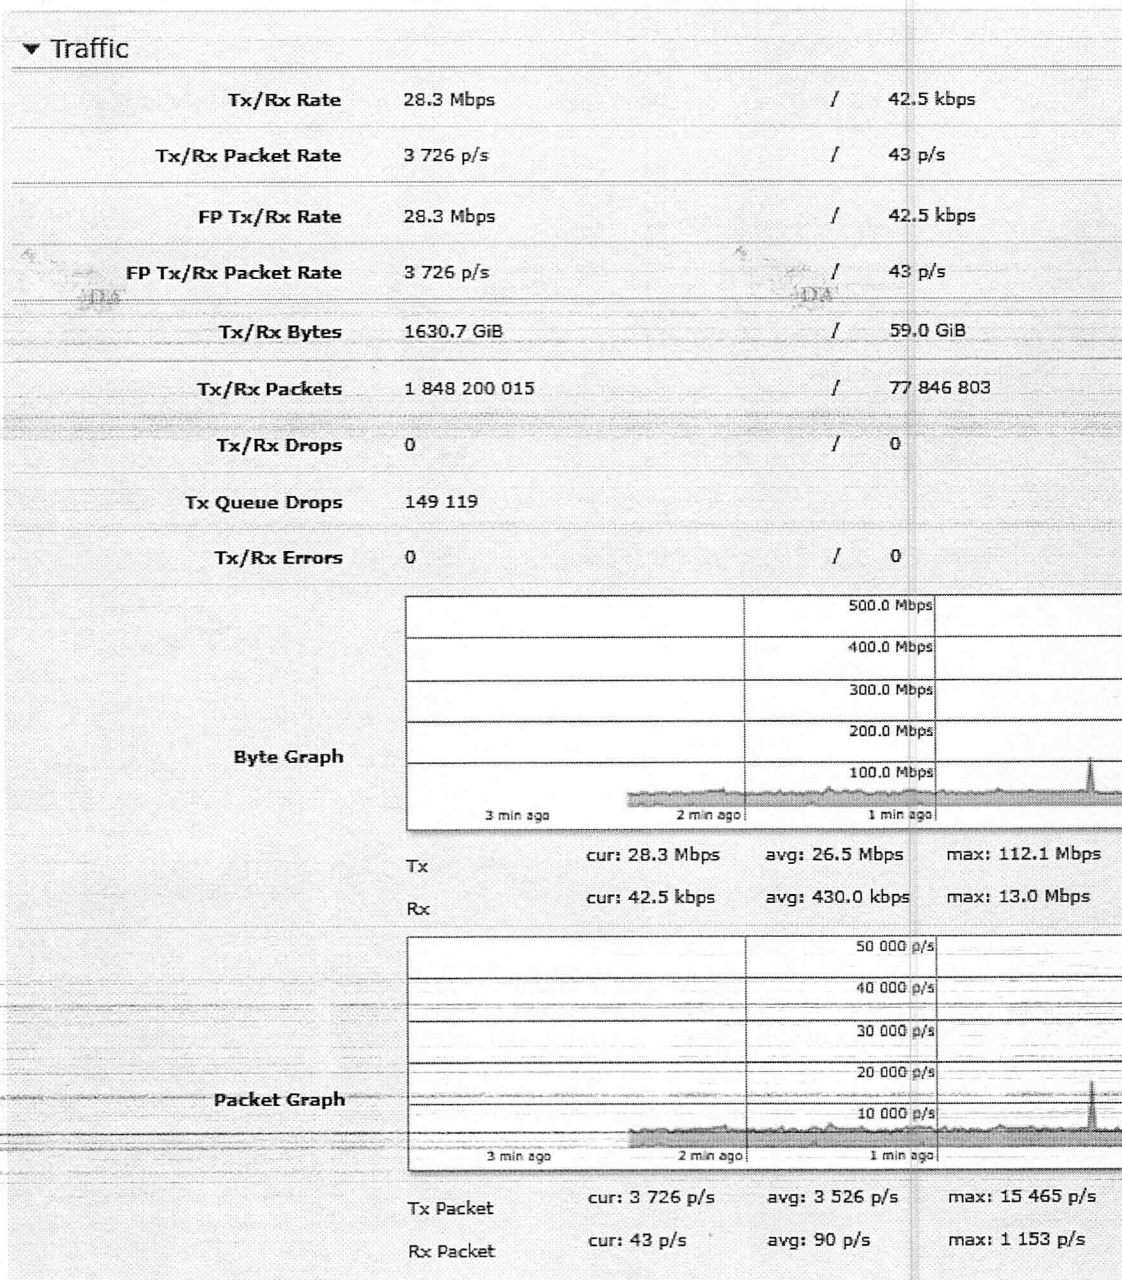 ▼ Traffic
Tx/Rx Rate 28.3 Mbps / 42.5 kbps
Tx/Rx Packet Rate 3 726 p/s / 43 p/s
FP Tx/Rx Rate 28.3 Mbps / 42.5 kbps
FP Tx/Rx Packet Rate 3 726 p/s / 43 p/s
Tx/Rx Bytes 1630.7 GiB / 59.0 GiB
Tx/Rx Packets 1 848 200 015 / 77 846 803
Tx/Rx Drops 0 / 0
Tx Queue Drops 149 119
Tx/Rx Errors 0 / 0
Byte Graph
500.0 Mbps
400.0 Mbps
300.0 Mbps
200.0 Mbps
100.0 Mbps
3 min ago 2 min ago 1 min ago
Tx cur: 28.3 Mbps avg: 26.5 Mbps max: 112.1 Mbps
Rx cur: 42.5 kbps avg: 430.0 kbps max: 13.0 Mbps
Packet Graph
50 000 p/s
40 000 p/s
30 000 p/s
20 000 p/s
10 000 p/s
3 min ago 2 min ago 1 min ago
Tx Packet cur: 3 726 p/s avg: 3 526 p/s max: 15 465 p/s
Rx Packet cur: 43 p/s avg: 90 p/s max: 1 153 p/s